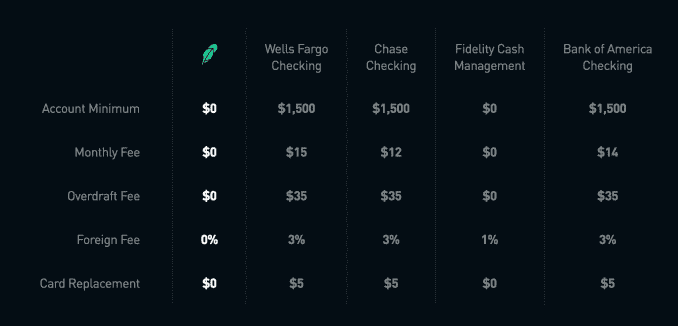 Wells Fargo Checking
Chase Checking
Fidelity Cash Management
Bank of America Checking
Account Minimum $0 $1,500 $1,500 $0 $1,500
Monthly Fee $0 $15 $12 $0 $14
Overdraft Fee $0 $35 $35 $0 $35
Foreign Fee 0% 3% 3% 1% 3%
Card Replacement $0 $5 $5 $0 $5